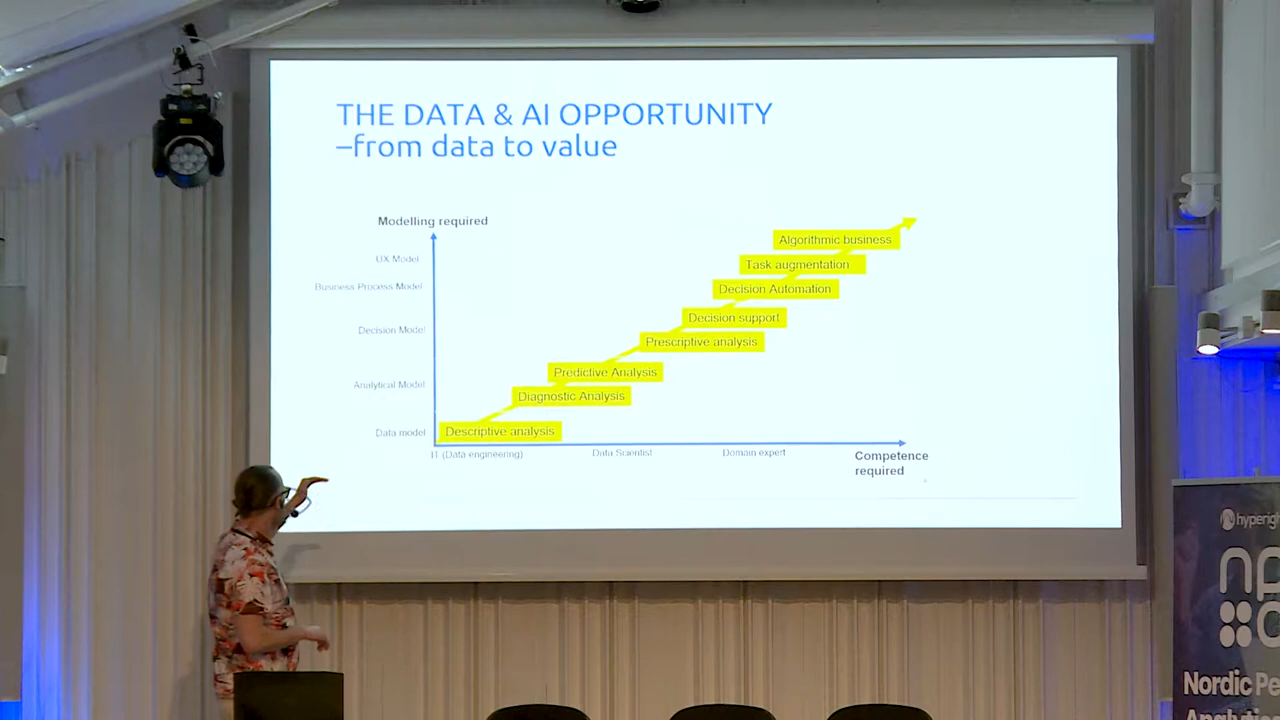 THE DATA & AI OPPORTUNITY
–from data to value
Modelling required
UX Model
Business Process Model
Decision Model
Analytical Model
Data model
Algorithmic business
Task augmentation
Decision Automation
Decision support
Prescriptive analysis
Predictive Analysis
Diagnostic Analysis
Descriptive analysis
IT (Data engineering)
Data Scientist
Domain expert
Competence
required
hyperigh
Nordic Pe